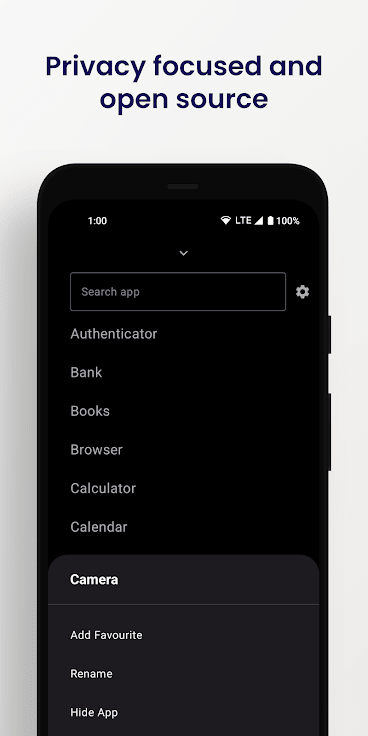 Privacy focused and
open source
1:00 LTE 100%
Search app
Authenticator
Bank
Books
Browser
Calculator
Calendar
Camera
Add Favourite
Rename
Hide App